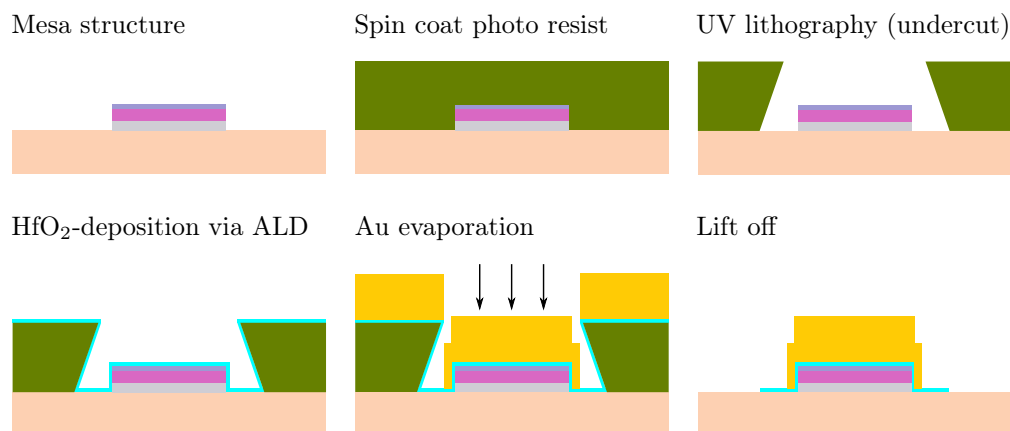 Mesa structure
Spin coat photo resist
UV lithography (undercut)
HfO₂-deposition via ALD
Au evaporation
Lift off